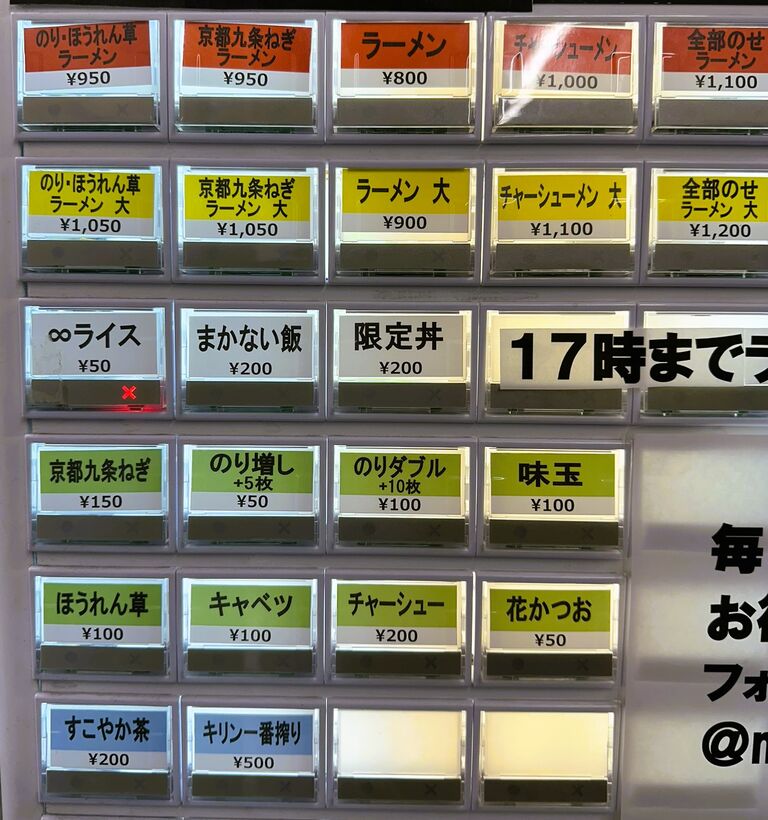 のり・ほうれん草
ラーメン
¥950
京都九条ねぎ
ラーメン
¥950
ラーメン
¥800
チャーシューメン
¥1,000
全部のせ
ラーメン
¥1,100
のり・ほうれん草
ラーメン 大
¥1,050
京都九条ねぎ
ラーメン 大
¥1,050
ラーメン 大
¥900
チャーシューメン 大
¥1,100
全部のせ
ラーメン 大
¥1,200
∞ライス
¥50
まかない飯
¥200
限定丼
¥200
17時までラ
京都九条ねぎ
¥150
のり増し
+5枚
¥50
のりダブル
+10枚
¥100
味玉
¥100
ほうれん草
¥100
キャベツ
¥100
チャーシュー
¥200
花かつお
¥50
すこやか茶
¥200
キリン一番搾り
¥500
毎
お
フォ
@